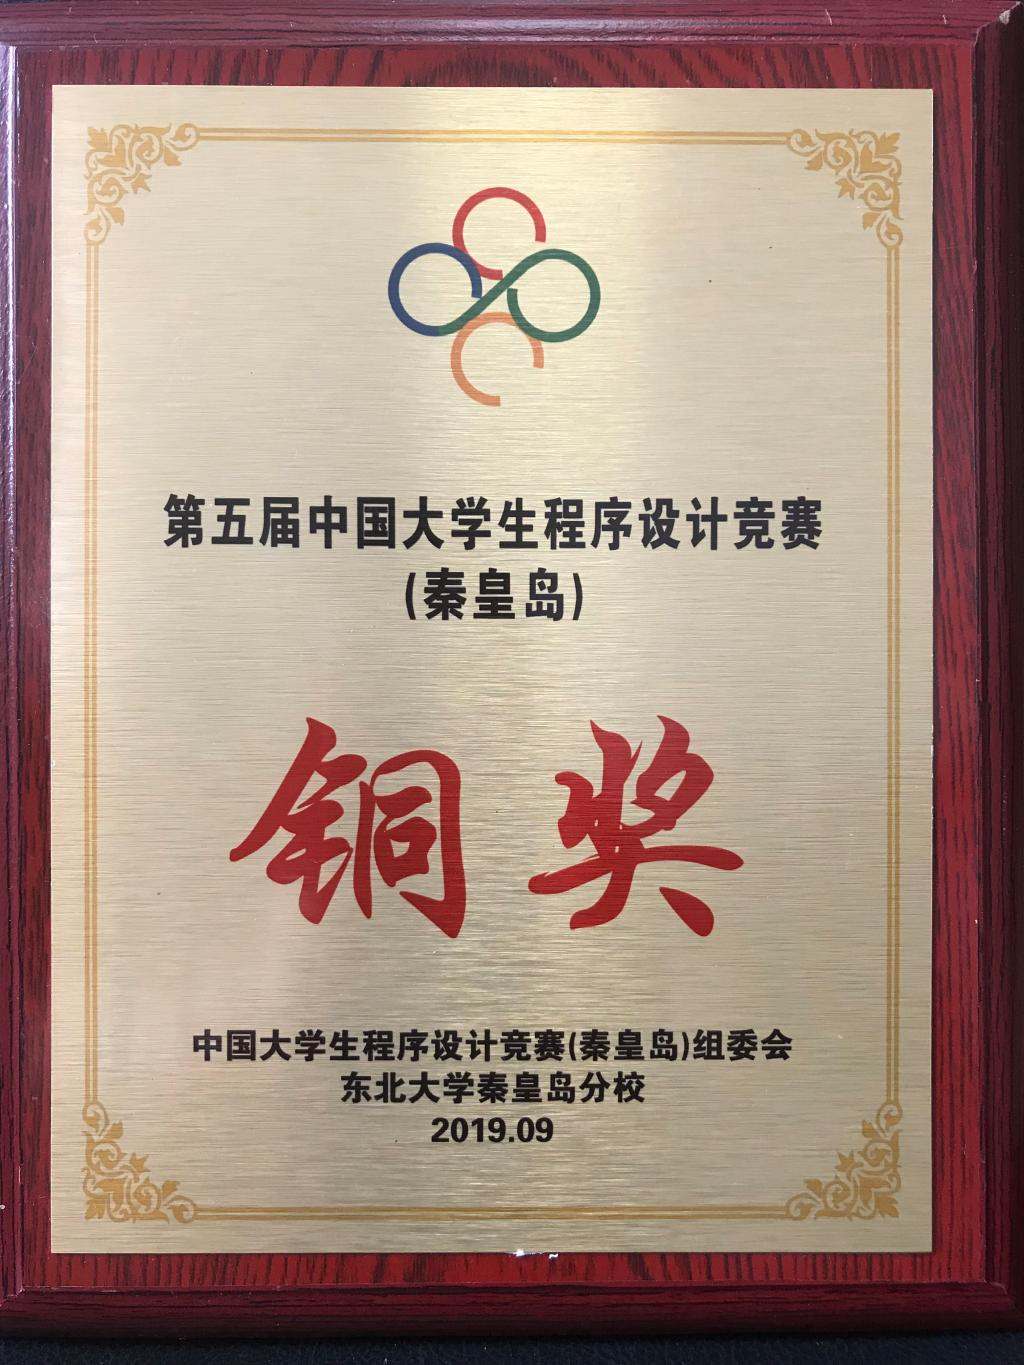 第五届中国大学生程序设计竞赛
(秦皇岛)
铜奖
中国大学生程序设计竞赛(秦皇岛)组委会
东北大学秦皇岛分校
2019.09